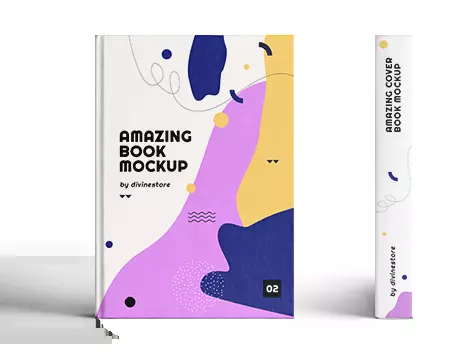 AMAZING
BOOK
MOCKUP
by divinestore
02
AMAZING COVER
BOOK MOCKUP
by divinestore